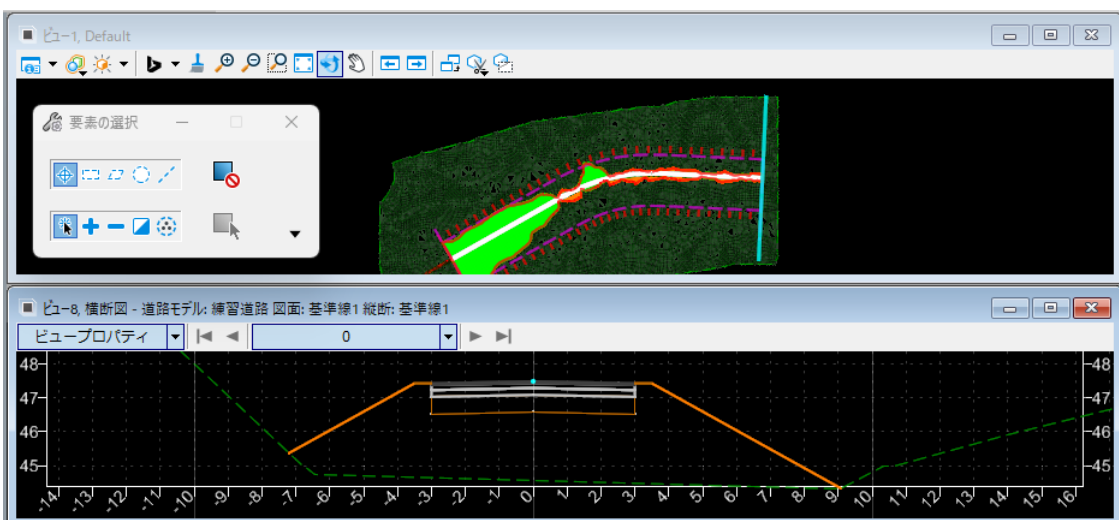 ビュー1, Default
要素の選択
ビュー8, 横断図 - 道路モデル: 練習道路 図面: 基準線1 縦断: 基準線1
ビュープロパティ 0
48 48
47 47
46 46
45 45
-14 -13 -12 -11 -10 -9 -8 -7 -6 -5 -4 -3 -2 -1 0 1 2 3 4 5 6 7 8 9 10 11 12 13 14 15 16